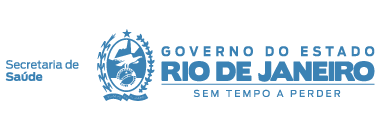 Secretaria de
Saúde
GOVERNO DO ESTADO
RIO DE JANEIRO
SEM TEMPO A PERDER